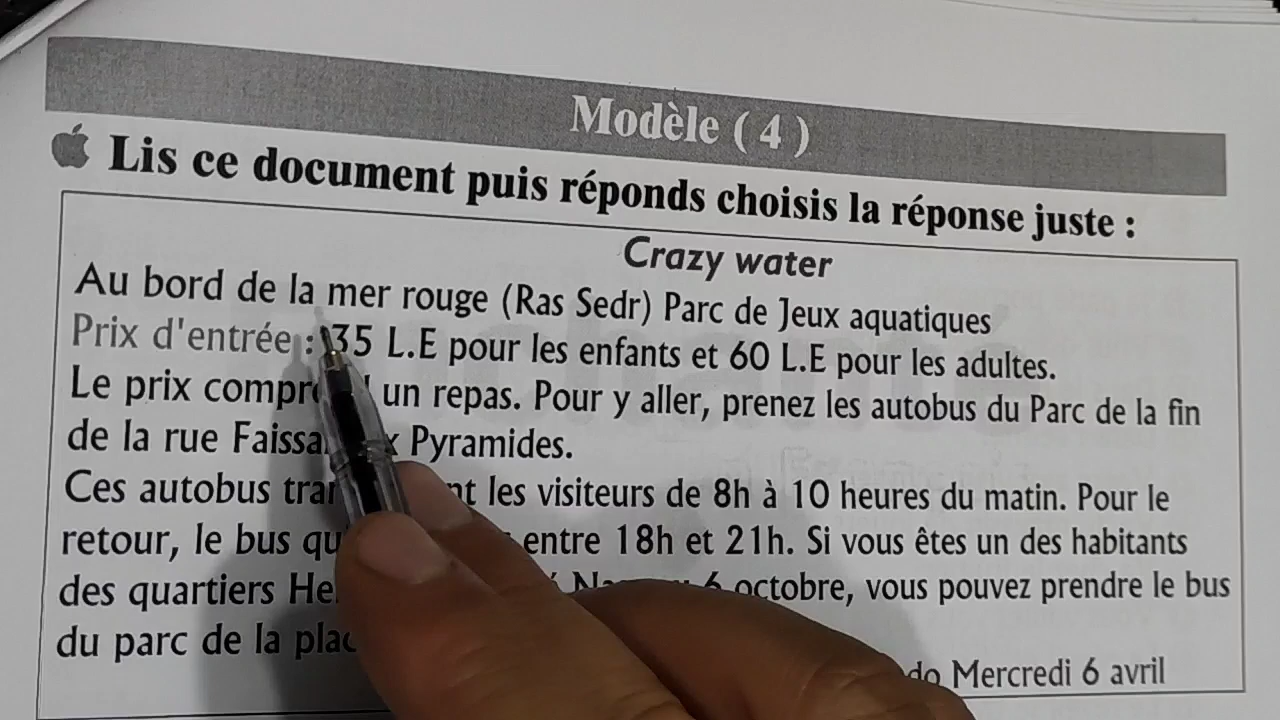 Modèle ( 4 )
Lis ce document puis réponds choisis la réponse juste :
Crazy water
Au bord de la mer rouge (Ras Sedr) Parc de Jeux aquatiques
Prix d'entrée : 35 L.E pour les enfants et 60 L.E pour les adultes.
Le prix un repas. Pour y aller, prenez les autobus du Parc de la fin
de la rue Pyramides.
Ces autobus les visiteurs de 8h à 10 heures du matin. Pour le
retour, le bus entre 18h et 21h. Si vous êtes un des habitants
des quartiers 6 octobre, vous pouvez prendre le bus
du parc de la
Mercredi 6 avril